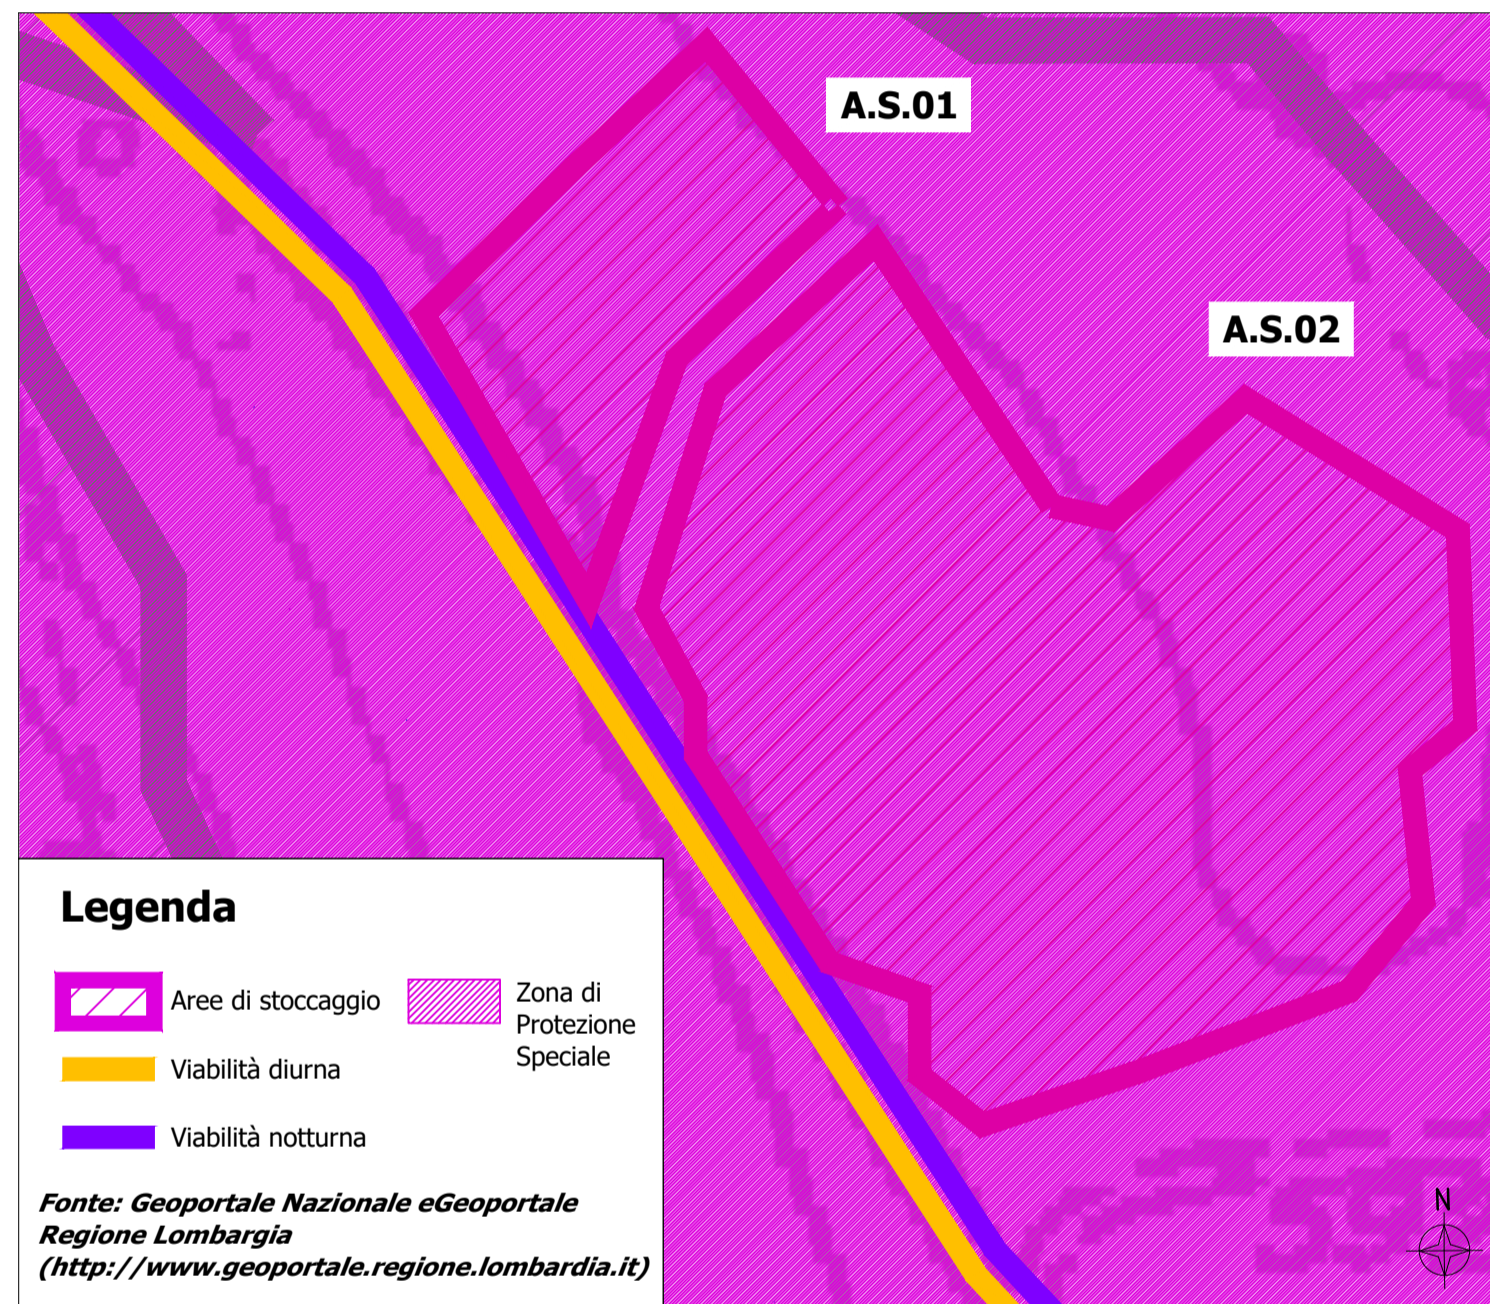 A.S.01
A.S.02
Legenda
Aree di stoccaggio
Zona di
Protezione
Speciale
Viabilità diurna
Viabilità notturna
Fonte: Geoportale Nazionale eGeoportale
Regione Lombargia
(http://www.geoportale.regione.lombardia.it)
N